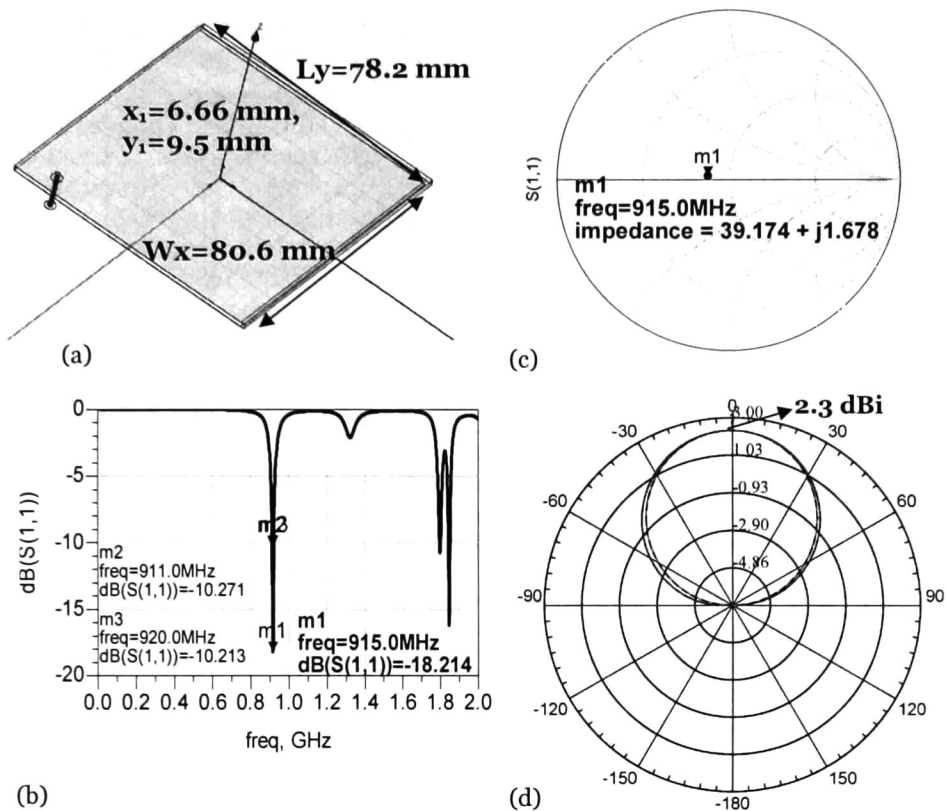 z
Ly=78.2 mm
x₁=6.66 mm,
y₁=9.5 mm
Wx=80.6 mm
(a)
S(1,1)
m1
m1
freq=915.0MHz
impedance = 39.174 + j1.678
(c)
dB(S(1,1))
0
-5
-10
-15
-20
m3
m2
freq=911.0MHz
dB(S(1,1))=-10.271
m3
freq=920.0MHz
dB(S(1,1))=-10.213
m1
m1
freq=915.0MHz
dB(S(1,1))=-18.214
0.0 0.2 0.4 0.6 0.8 1.0 1.2 1.4 1.6 1.8 2.0
freq, GHz
(b)
0
2.3 dBi
-30
30
3.00
1.03
-0.93
-2.90
-4.86
-60
60
-90
90
-120
120
-150
150
-180
(d)